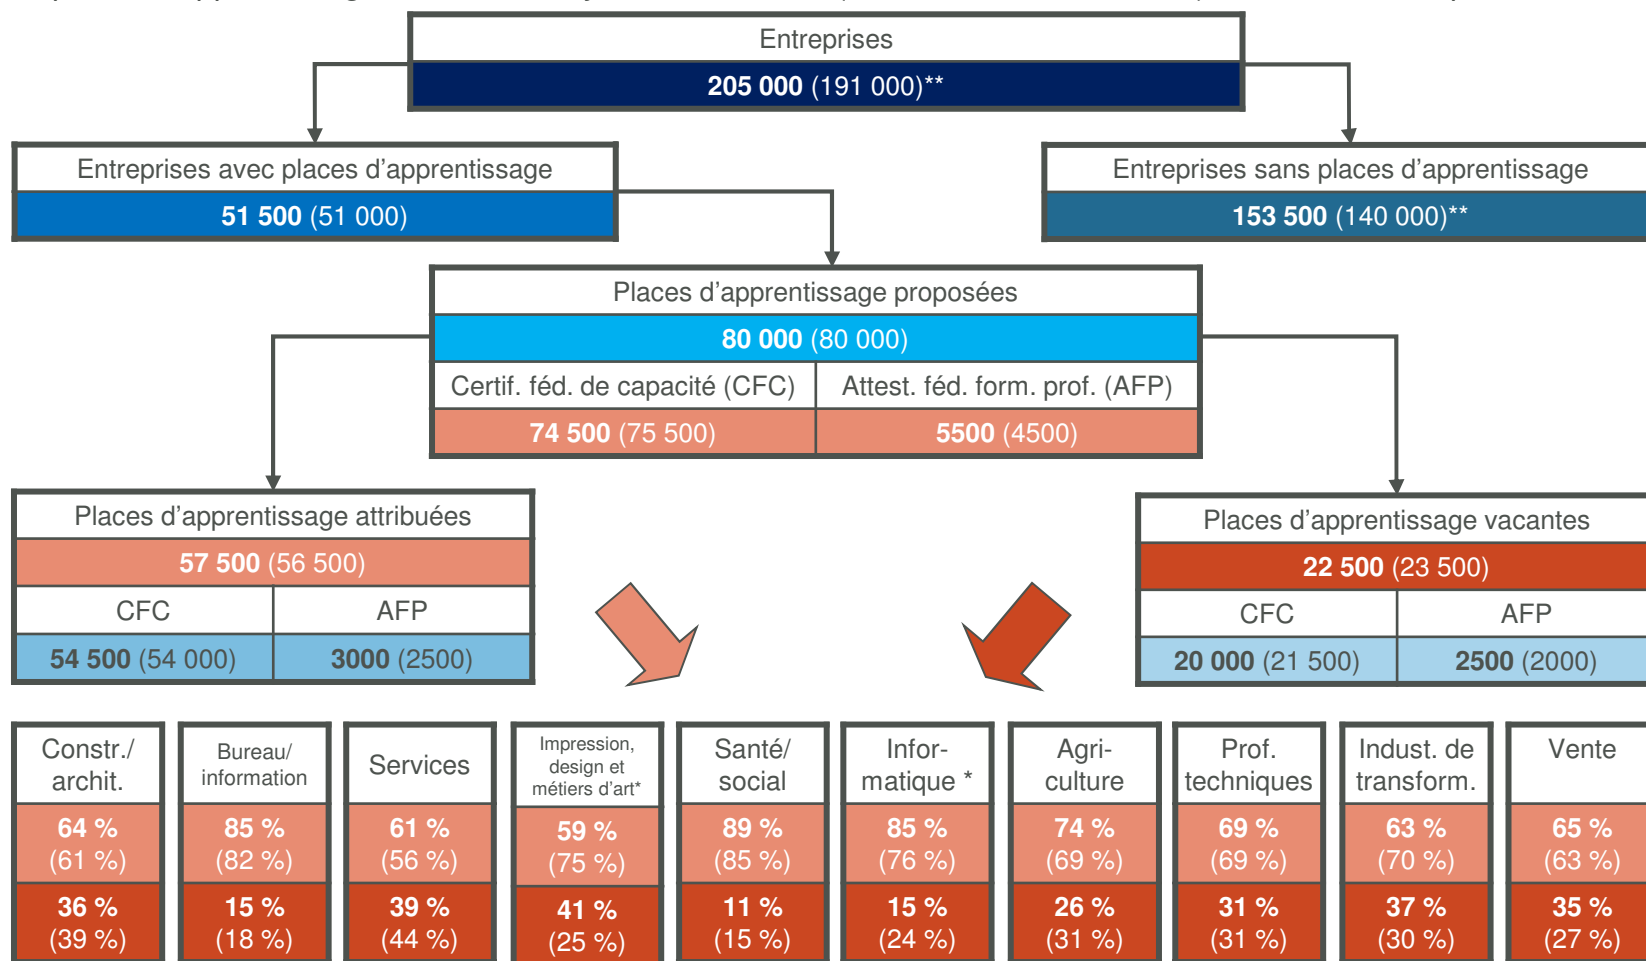 Entreprises
205 000 (191 000)**
Entreprises avec places d'apprentissage
51 500 (51 000)
Entreprises sans places d'apprentissage
153 500 (140 000)**
Places d'apprentissage proposées
80 000 (80 000)
Certif. féd. de capacité (CFC)
Attest. féd. form. prof. (AFP)
74 500 (75 500)
5500 (4500)
Places d'apprentissage attribuées
57 500 (56 500)
CFC
AFP
54 500 (54 000)
3000 (2500)
Places d'apprentissage vacantes
22 500 (23 500)
CFC
AFP
20 000 (21 500)
2500 (2000)
Constr./
archit.
64 %
(61 %)
36 %
(39 %)
Bureau/
information
85 %
(82 %)
15 %
(18 %)
Services
61 %
(56 %)
39 %
(44 %)
Impression,
design et
métiers d'art*
59 %
(75 %)
41 %
(25 %)
Santé/
social
89 %
(85 %)
11 %
(15 %)
Infor-
matique *
85 %
(76 %)
15 %
(24 %)
Agri-
culture
74 %
(69 %)
26 %
(31 %)
Prof.
techniques
69 %
(69 %)
31 %
(31 %)
Indust. de
transform.
63 %
(70 %)
37 %
(30 %)
Vente
65 %
(63 %)
35 %
(27 %)